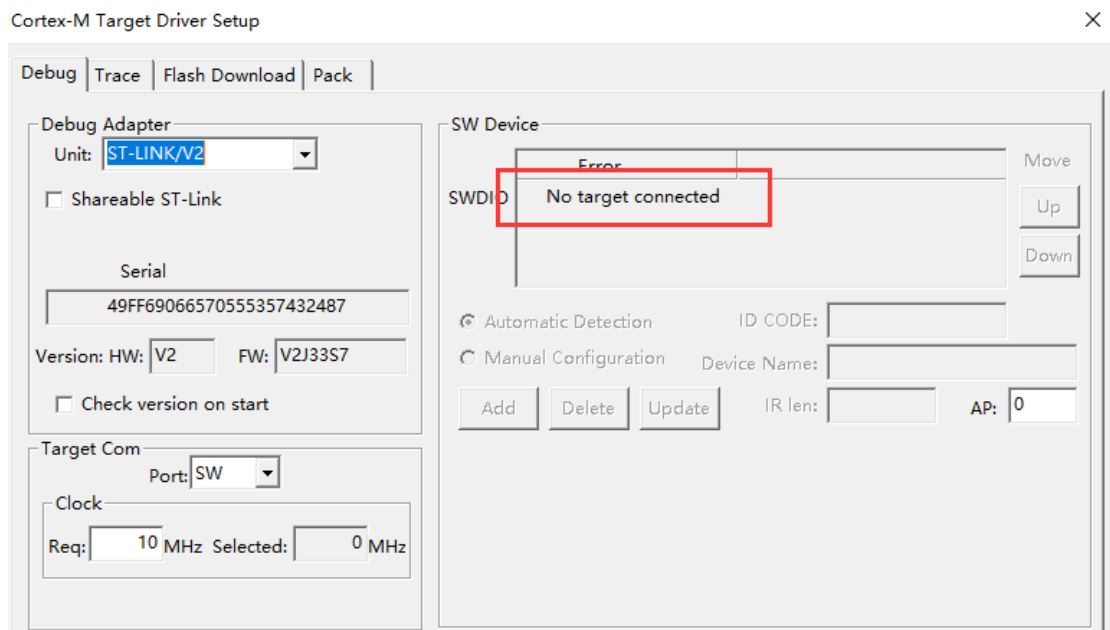 Cortex-M Target Driver Setup
Debug Trace Flash Download Pack
Debug Adapter
Unit: ST-LINK/V2
Shareable ST-Link
Serial
49FF69066570555357432487
Version: HW: V2 FW: V2J33S7
Check version on start
Target Com
Port: SW
Clock
Req: 10 MHz Selected: 0 MHz
SW Device
Error
SWDIO No target connected
Move
Up
Down
Automatic Detection ID CODE:
Manual Configuration Device Name:
Add Delete Update IR len: AP: 0